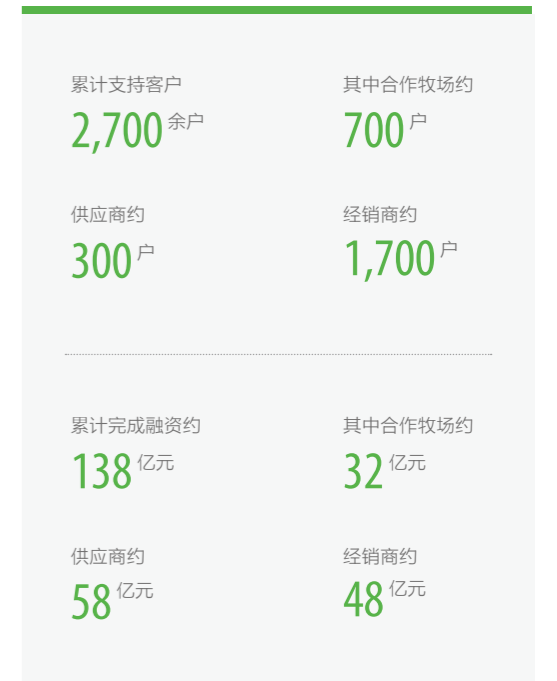 累计支持客户
2,700余户
其中合作牧场约
700户
供应商约
300户
经销商约
1,700户
累计完成融资约
138亿元
其中合作牧场约
32亿元
供应商约
58亿元
经销商约
48亿元